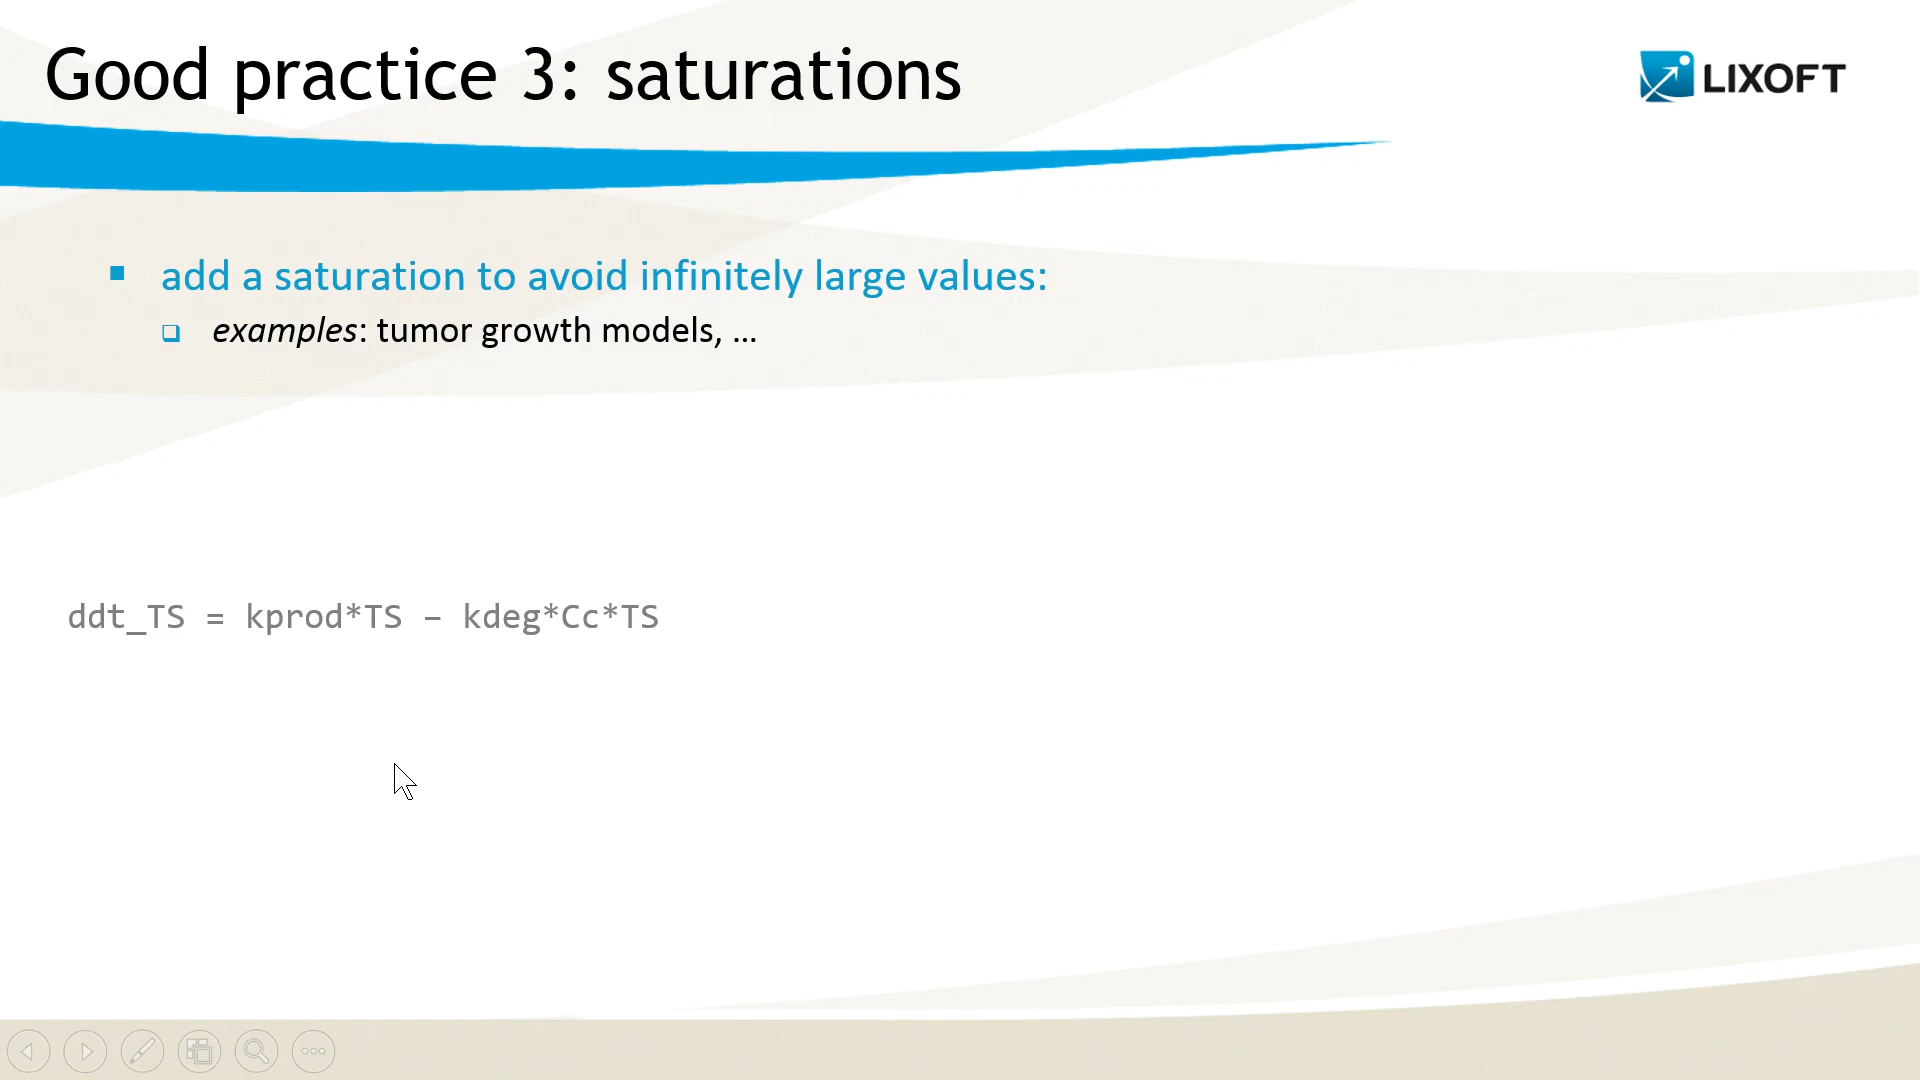 Good practice 3: saturations
LIXOFT
add a saturation to avoid infinitely large values:
examples: tumor growth models, …
ddt_TS = kprod*TS – kdeg*Cc*TS